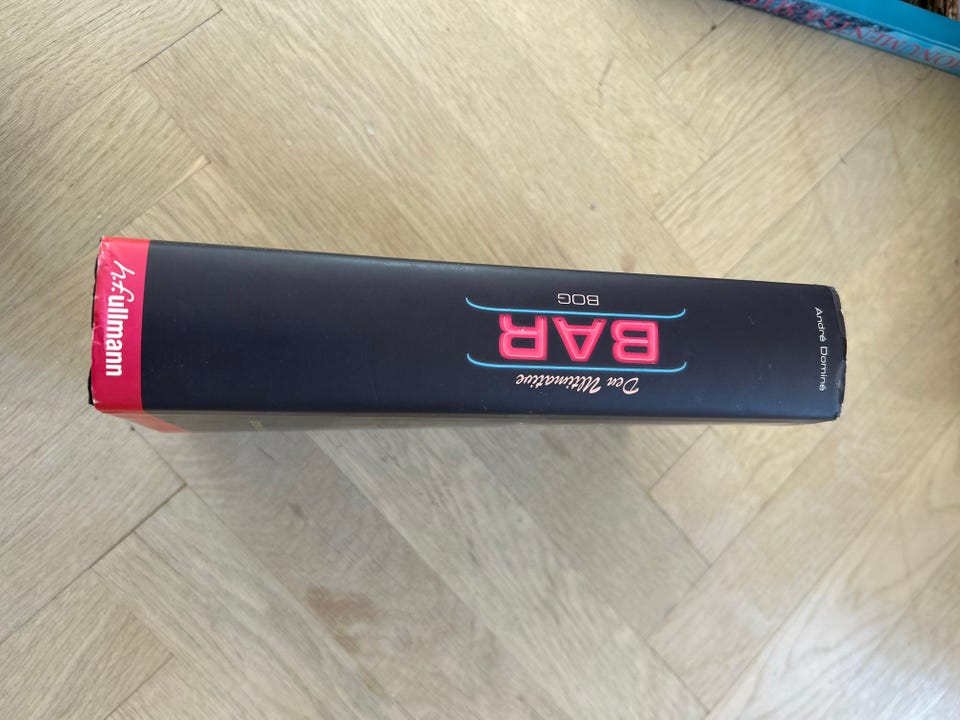 André Dominé
Den Ultimative
BAR
BOG
h.f.ullmann